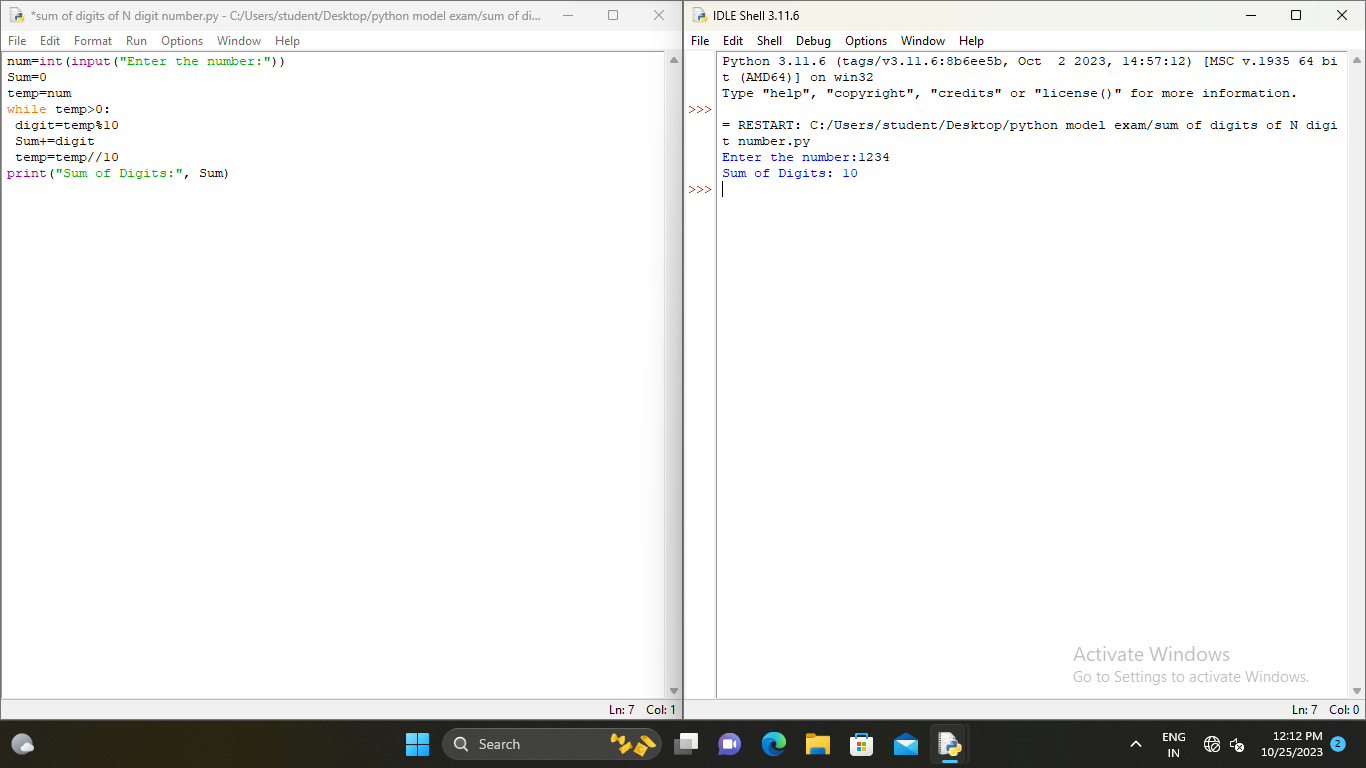 *sum of digits of N digit number.py - C:/Users/student/Desktop/python model exam/sum of di...
File Edit Format Run Options Window Help
num=int(input("Enter the number:"))
Sum=0
temp=num
while temp>0:
 digit=temp%10
 Sum+=digit
 temp=temp//10
print("Sum of Digits:", Sum)
Ln: 7 Col: 1
IDLE Shell 3.11.6
File Edit Shell Debug Options Window Help
Python 3.11.6 (tags/v3.11.6:8b6ee5b, Oct  2 2023, 14:57:12) [MSC v.1935 64 bi
t (AMD64)] on win32
Type "help", "copyright", "credits" or "license()" for more information.
>>>
= RESTART: C:/Users/student/Desktop/python model exam/sum of digits of N digi
t number.py
Enter the number:1234
Sum of Digits: 10
>>>
Activate Windows
Go to Settings to activate Windows.
Ln: 7 Col: 0
Search
ENG
IN
12:12 PM
10/25/2023
2